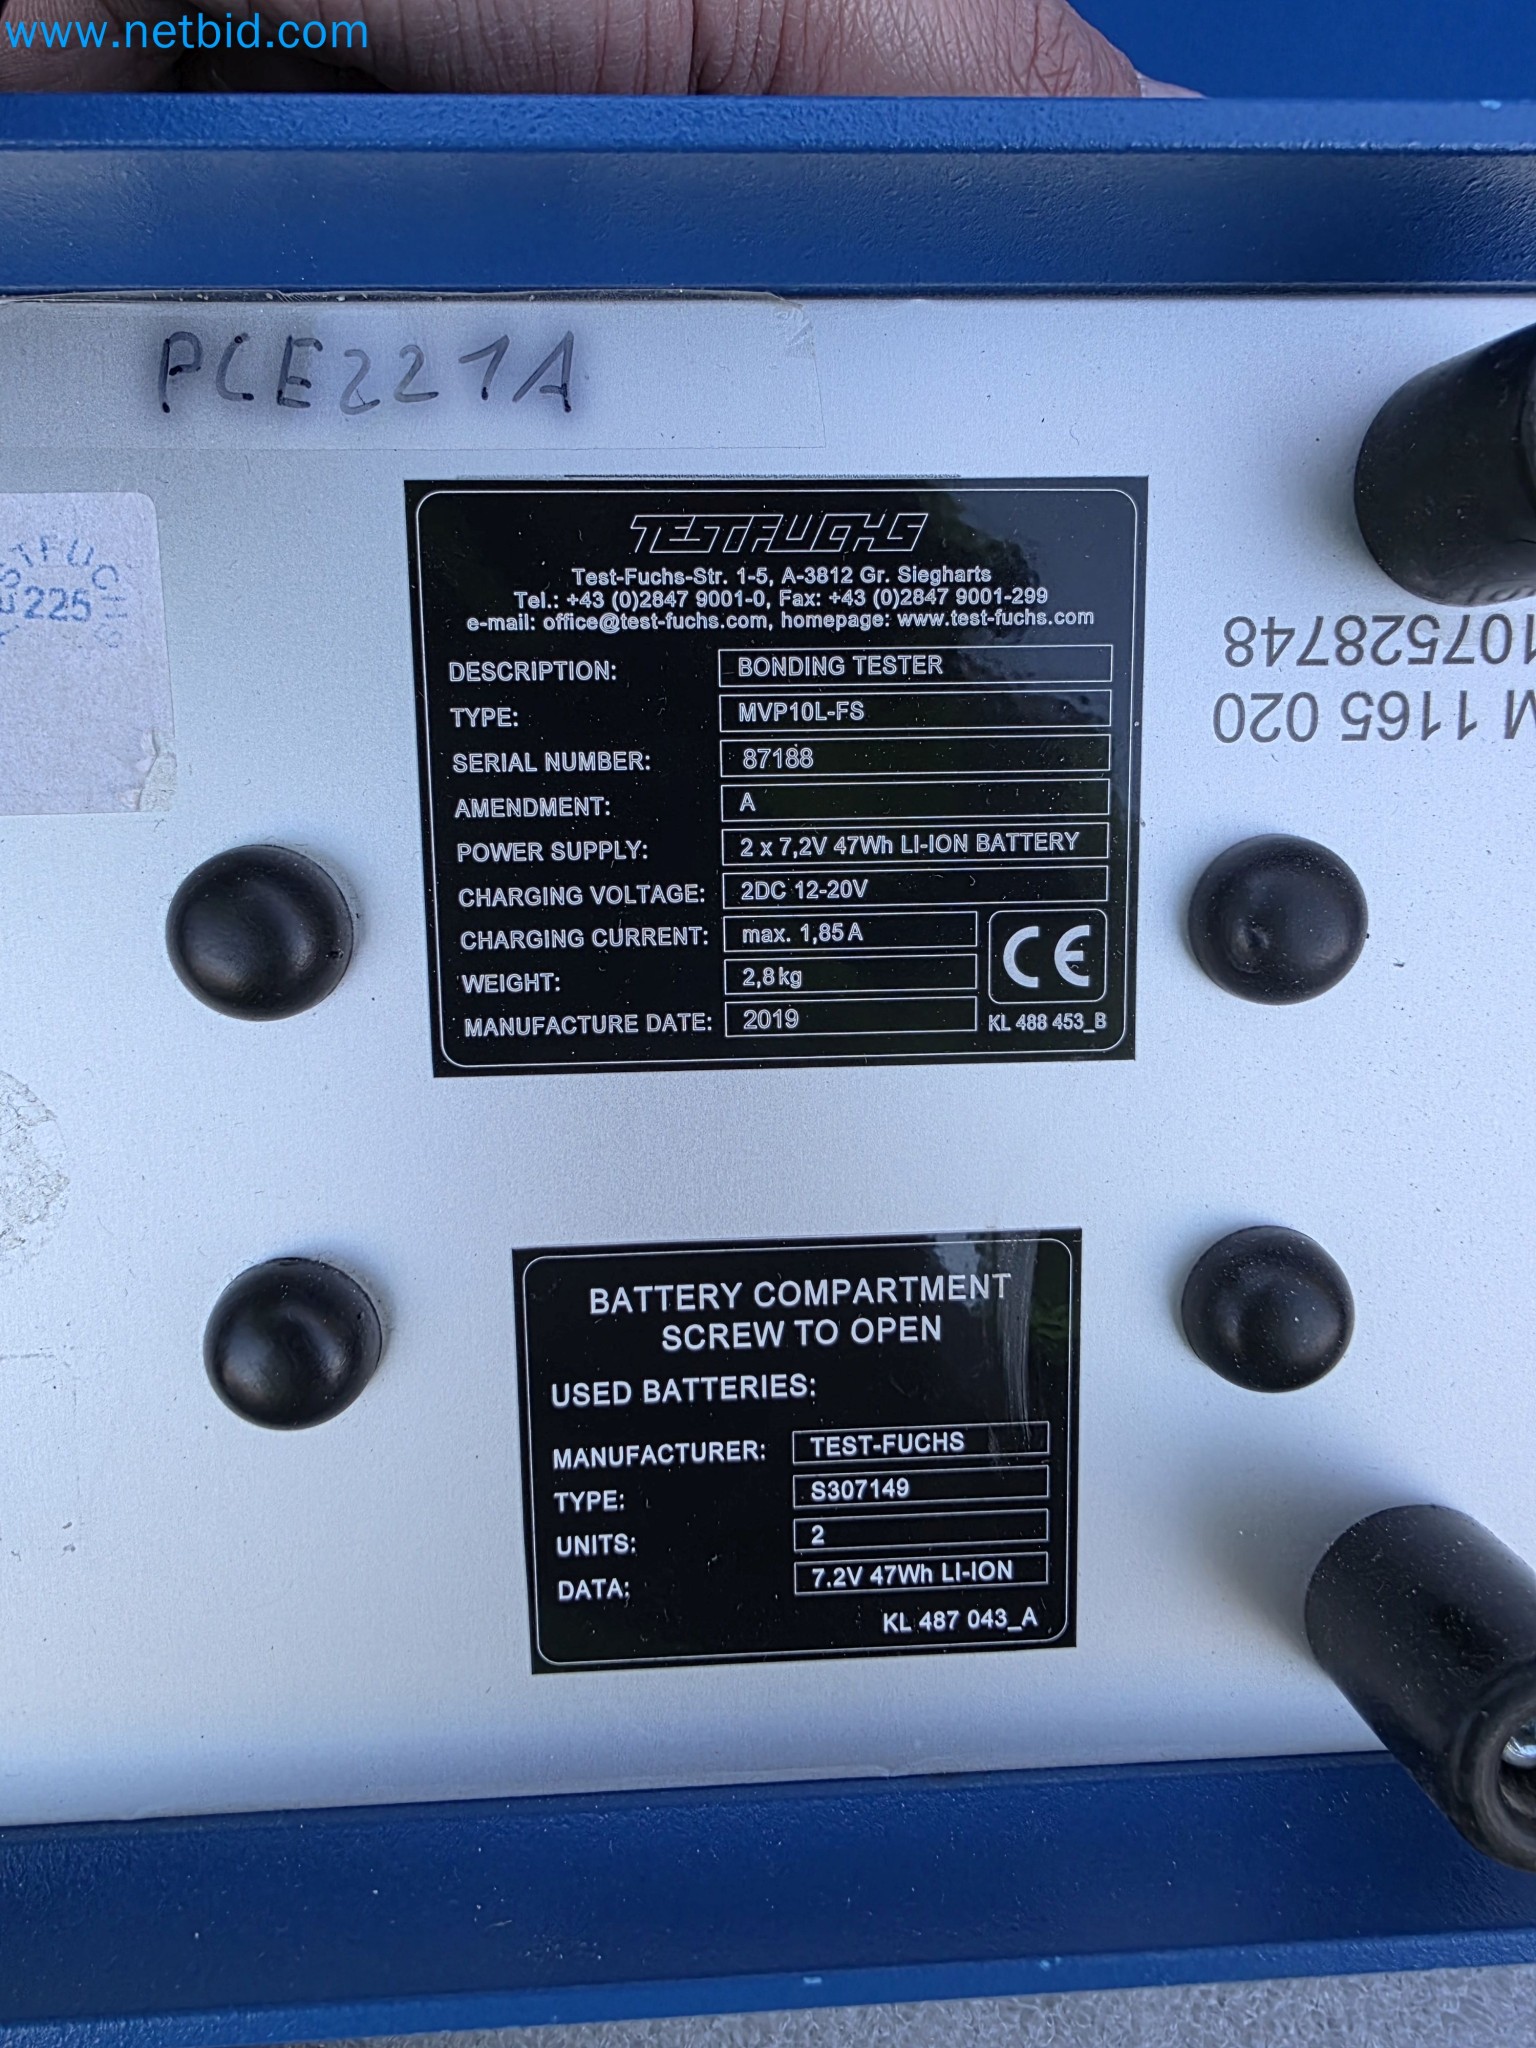 www.netbid.com
PCE221A
TESTFUCHS
Test-Fuchs-Str. 1-5, A-3812 Gr. Siegharts
Tel.: +43 (0)2847 9001-0, Fax: +43 (0)2847 9001-299
e-mail: office@test-fuchs.com, homepage: www.test-fuchs.com
DESCRIPTION: BONDING TESTER
TYPE: MVP10L-FS
SERIAL NUMBER: 87188
AMENDMENT: A
POWER SUPPLY: 2 x 7,2V 47Wh LI-ION BATTERY
CHARGING VOLTAGE: 2DC 12-20V
CHARGING CURRENT: max. 1,85 A
WEIGHT: 2,8kg
MANUFACTURE DATE: 2019
CE
KL 488 453_B
225
M 1165 020
107528748
BATTERY COMPARTMENT
SCREW TO OPEN
USED BATTERIES:
MANUFACTURER: TEST-FUCHS
TYPE: S307149
UNITS: 2
DATA: 7.2V 47Wh LI-ION
KL 487 043_A